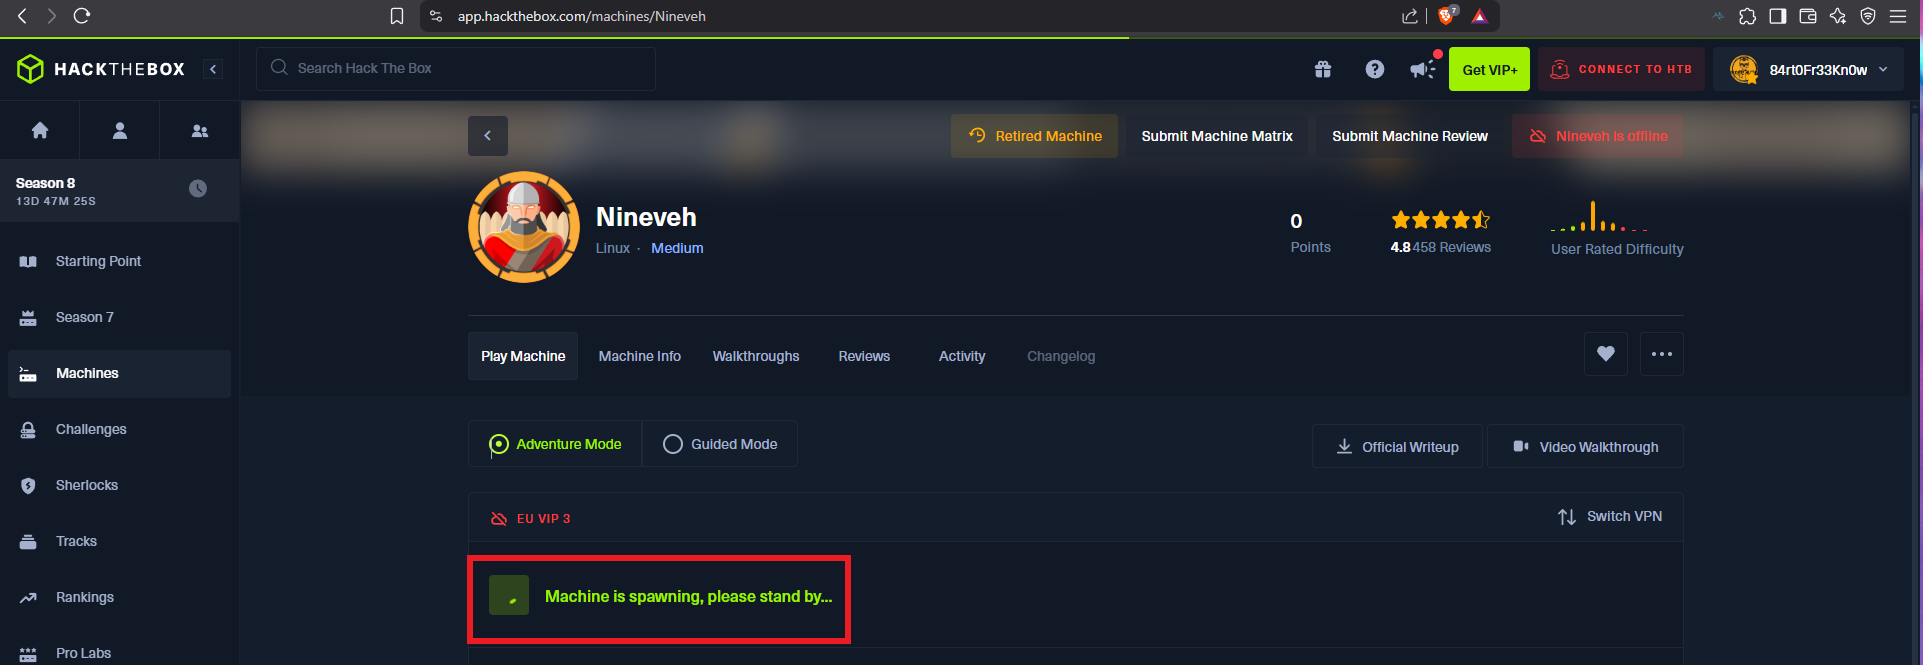 app.hackthebox.com/machines/Nineveh
7
HACKTHEBOX
Search Hack The Box
Get VIP+
CONNECT TO HTB
84rt0Fr33Kn0w
Season 8
13D 47M 25S
Starting Point
Season 7
Machines
Challenges
Sherlocks
Tracks
Rankings
Pro Labs
Retired Machine
Submit Machine Matrix
Submit Machine Review
Nineveh is offline
Nineveh
Linux · Medium
0
Points
4.8 458 Reviews
User Rated Difficulty
Play Machine
Machine Info
Walkthroughs
Reviews
Activity
Changelog
Adventure Mode
Guided Mode
Official Writeup
Video Walkthrough
EU VIP 3
Switch VPN
Machine is spawning, please stand by...